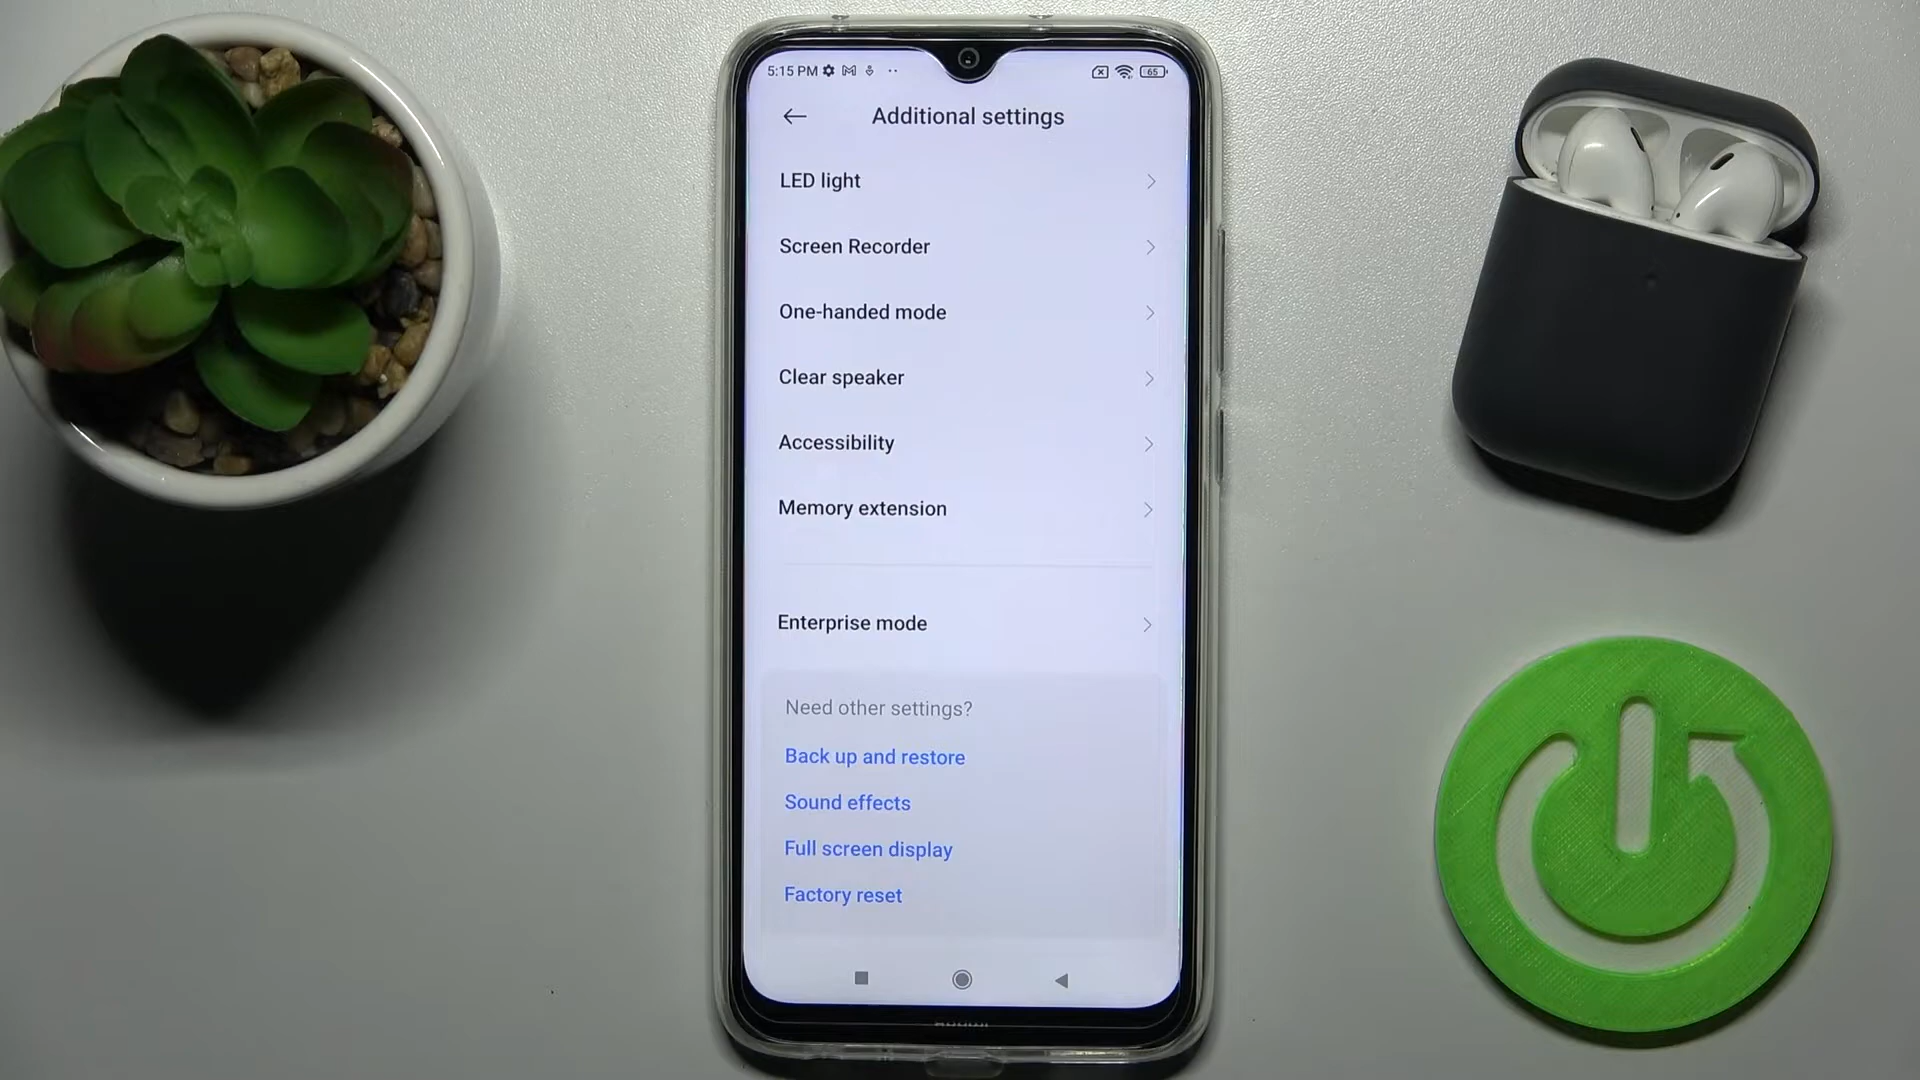 5:15 PM
65
Additional settings
LED light
Screen Recorder
One-handed mode
Clear speaker
Accessibility
Memory extension
Enterprise mode
Need other settings?
Back up and restore
Sound effects
Full screen display
Factory reset